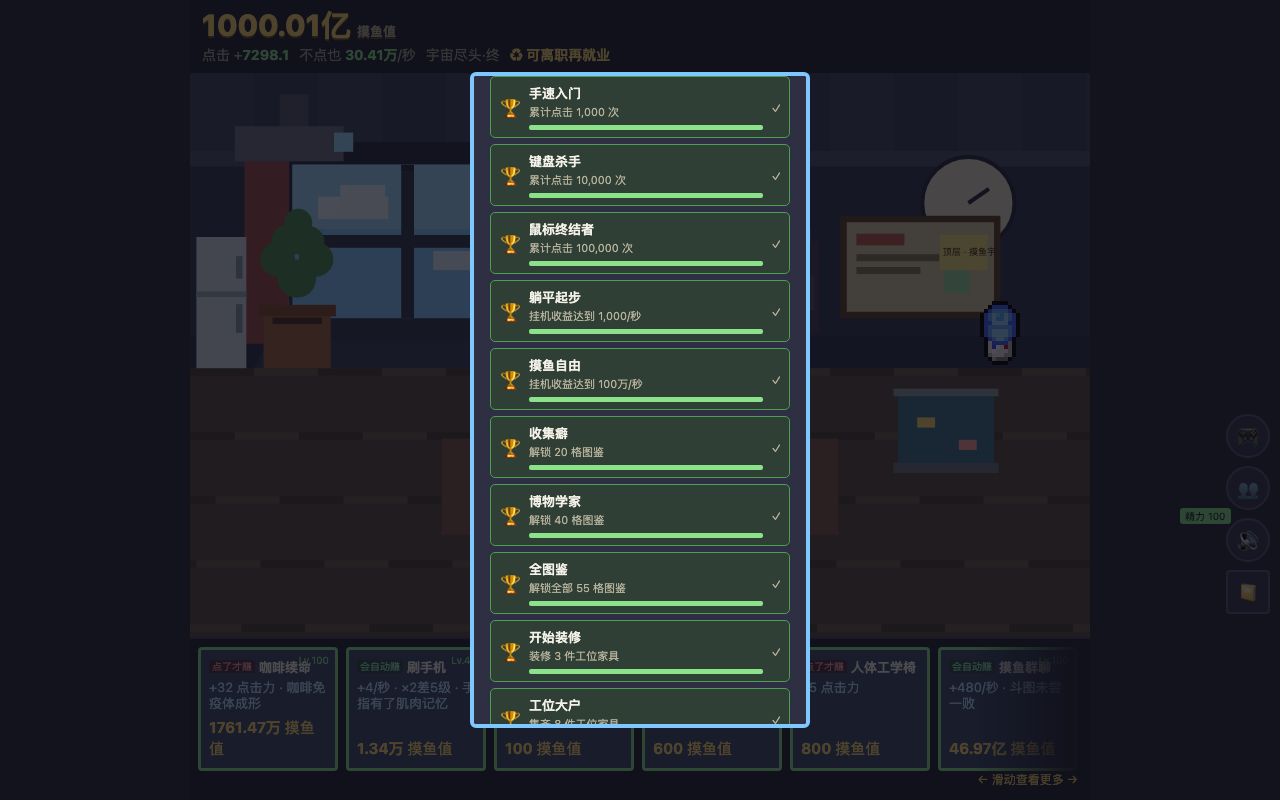 1000.01亿 摸鱼值
点击 +7298.1 不点也 30.41万/秒 宇宙尽头·终 ♻ 可离职再就业
手速入门
累计点击 1,000 次
✓
键盘杀手
累计点击 10,000 次
✓
鼠标终结者
累计点击 100,000 次
✓
躺平起步
挂机收益达到 1,000/秒
✓
摸鱼自由
挂机收益达到 100万/秒
✓
收集癖
解锁 20 格图鉴
✓
博物学家
解锁 40 格图鉴
✓
全图鉴
解锁全部 55 格图鉴
✓
开始装修
装修 3 件工位家具
✓
工位大户
✓
顶层 · 摸鱼宇
精力 100
点了才赚 咖啡续命
+32 点击力 · 咖啡免
疫体成形
1761.47万 摸鱼
值
会自动赚 刷手机
+4/秒 · ×2差5级 · 手
指有了肌肉记忆
1.34万 摸鱼值
100 摸鱼值
600 摸鱼值
人体工学椅
5 点击力
800 摸鱼值
会自动赚 摸鱼群聊
+480/秒 · 斗图未尝
一败
46.97亿 摸鱼值
← 滑动查看更多 →